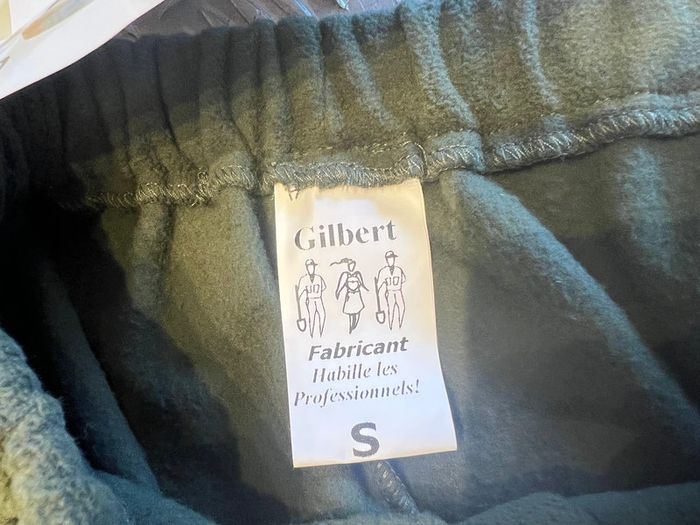 Gilbert
Fabricant
Habille les
Professionnels!
S